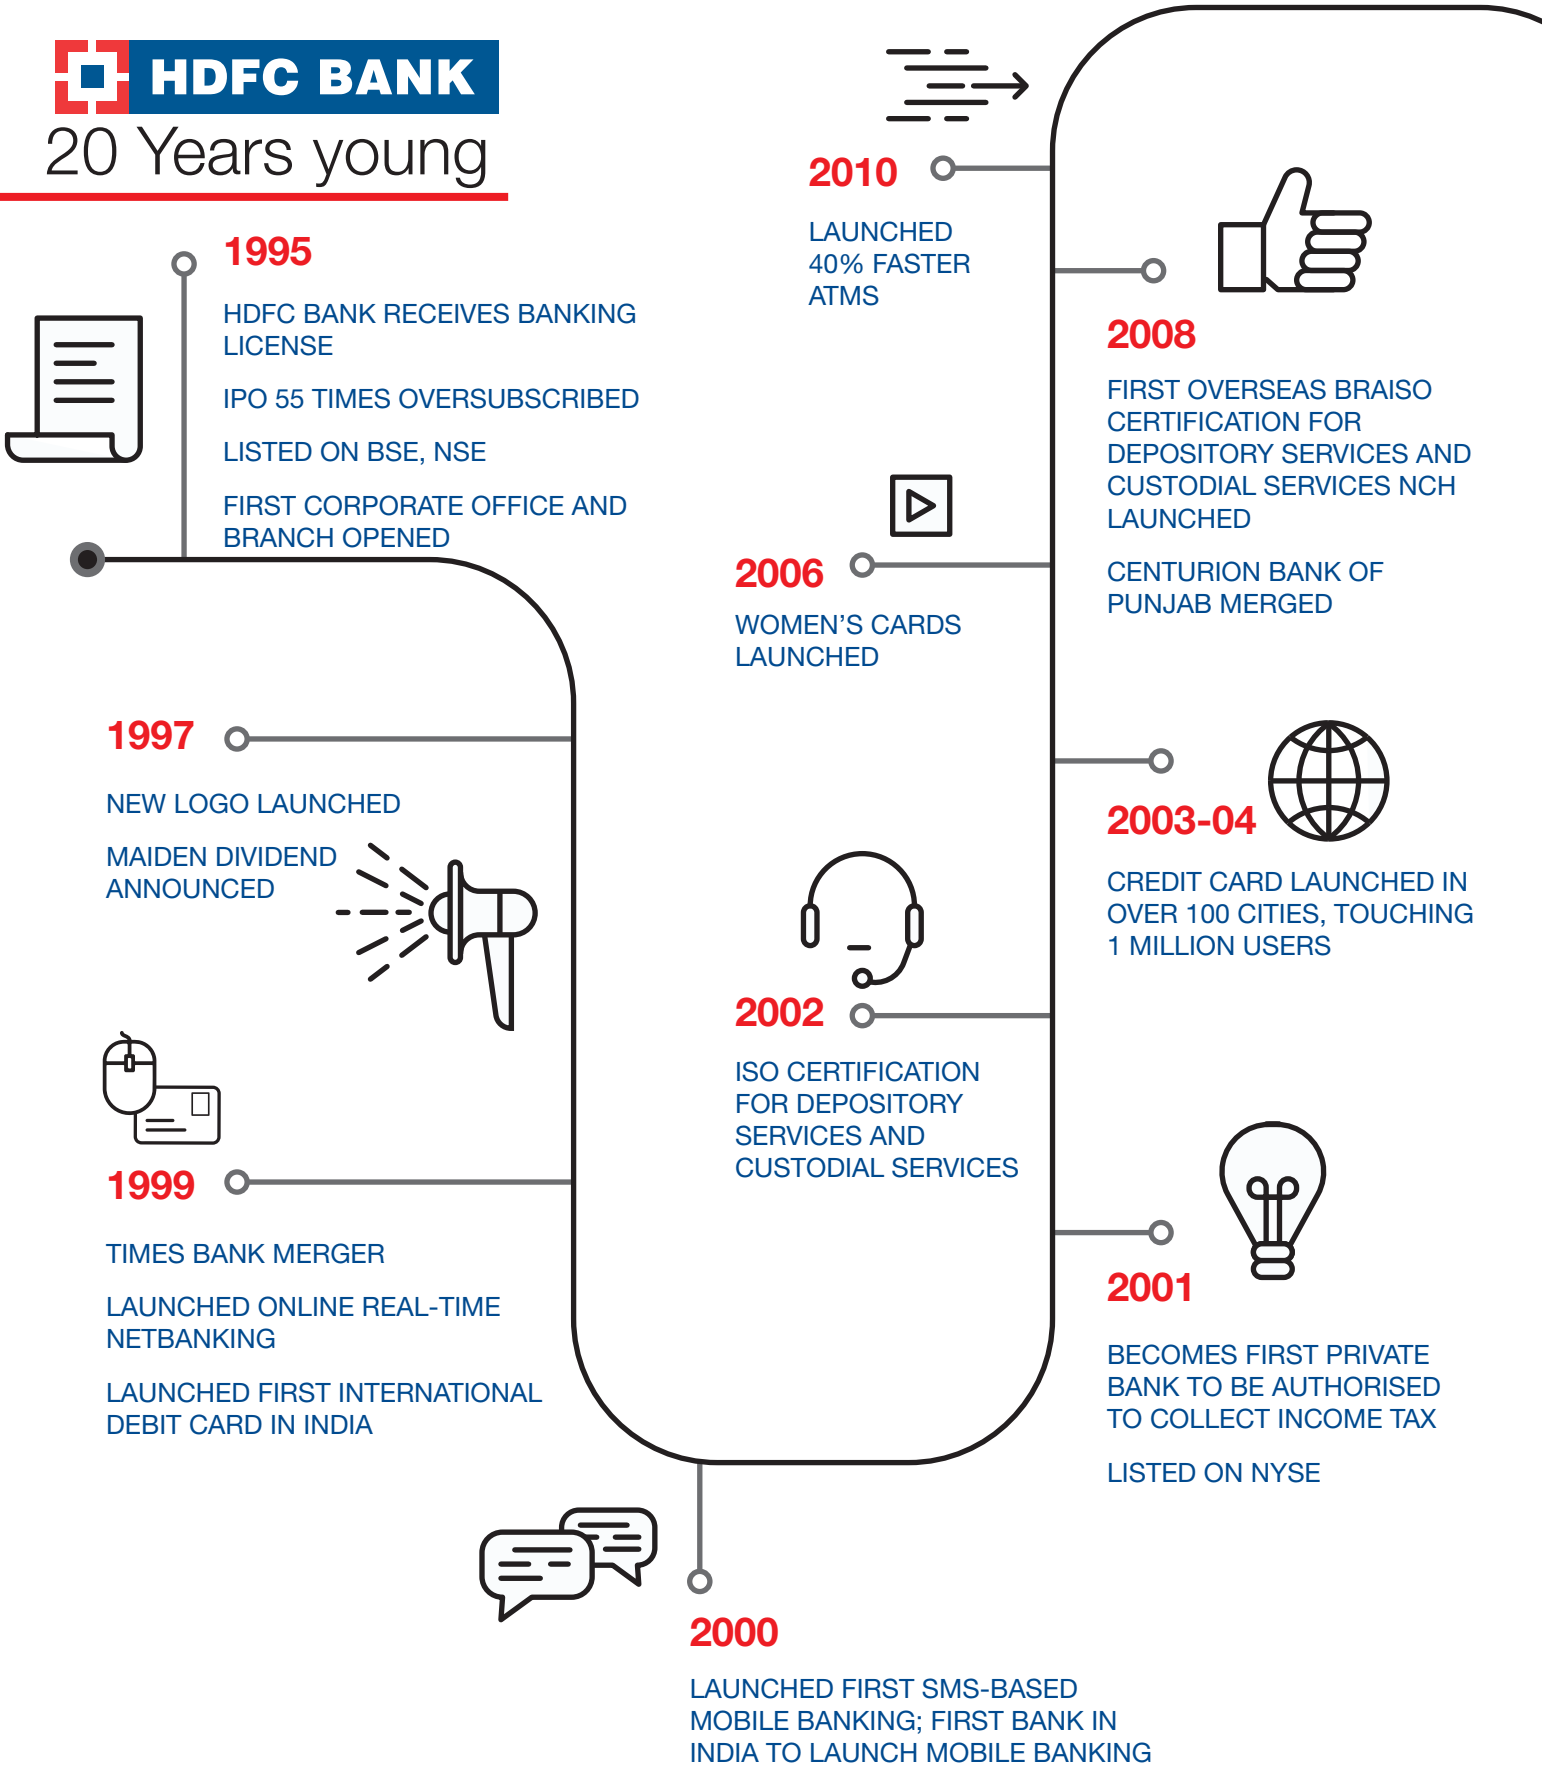 HDFC BANK
20 Years young
1995
HDFC BANK RECEIVES BANKING
LICENSE
IPO 55 TIMES OVERSUBSCRIBED
LISTED ON BSE, NSE
FIRST CORPORATE OFFICE AND
BRANCH OPENED
1997
NEW LOGO LAUNCHED
MAIDEN DIVIDEND
ANNOUNCED
1999
TIMES BANK MERGER
LAUNCHED ONLINE REAL-TIME
NETBANKING
LAUNCHED FIRST INTERNATIONAL
DEBIT CARD IN INDIA
2000
LAUNCHED FIRST SMS-BASED
MOBILE BANKING; FIRST BANK IN
INDIA TO LAUNCH MOBILE BANKING
2001
BECOMES FIRST PRIVATE
BANK TO BE AUTHORISED
TO COLLECT INCOME TAX
LISTED ON NYSE
2002
ISO CERTIFICATION
FOR DEPOSITORY
SERVICES AND
CUSTODIAL SERVICES
2003-04
CREDIT CARD LAUNCHED IN
OVER 100 CITIES, TOUCHING
1 MILLION USERS
2006
WOMEN’S CARDS
LAUNCHED
2008
FIRST OVERSEAS BRAISO
CERTIFICATION FOR
DEPOSITORY SERVICES AND
CUSTODIAL SERVICES NCH
LAUNCHED
CENTURION BANK OF
PUNJAB MERGED
2010
LAUNCHED
40% FASTER
ATMS